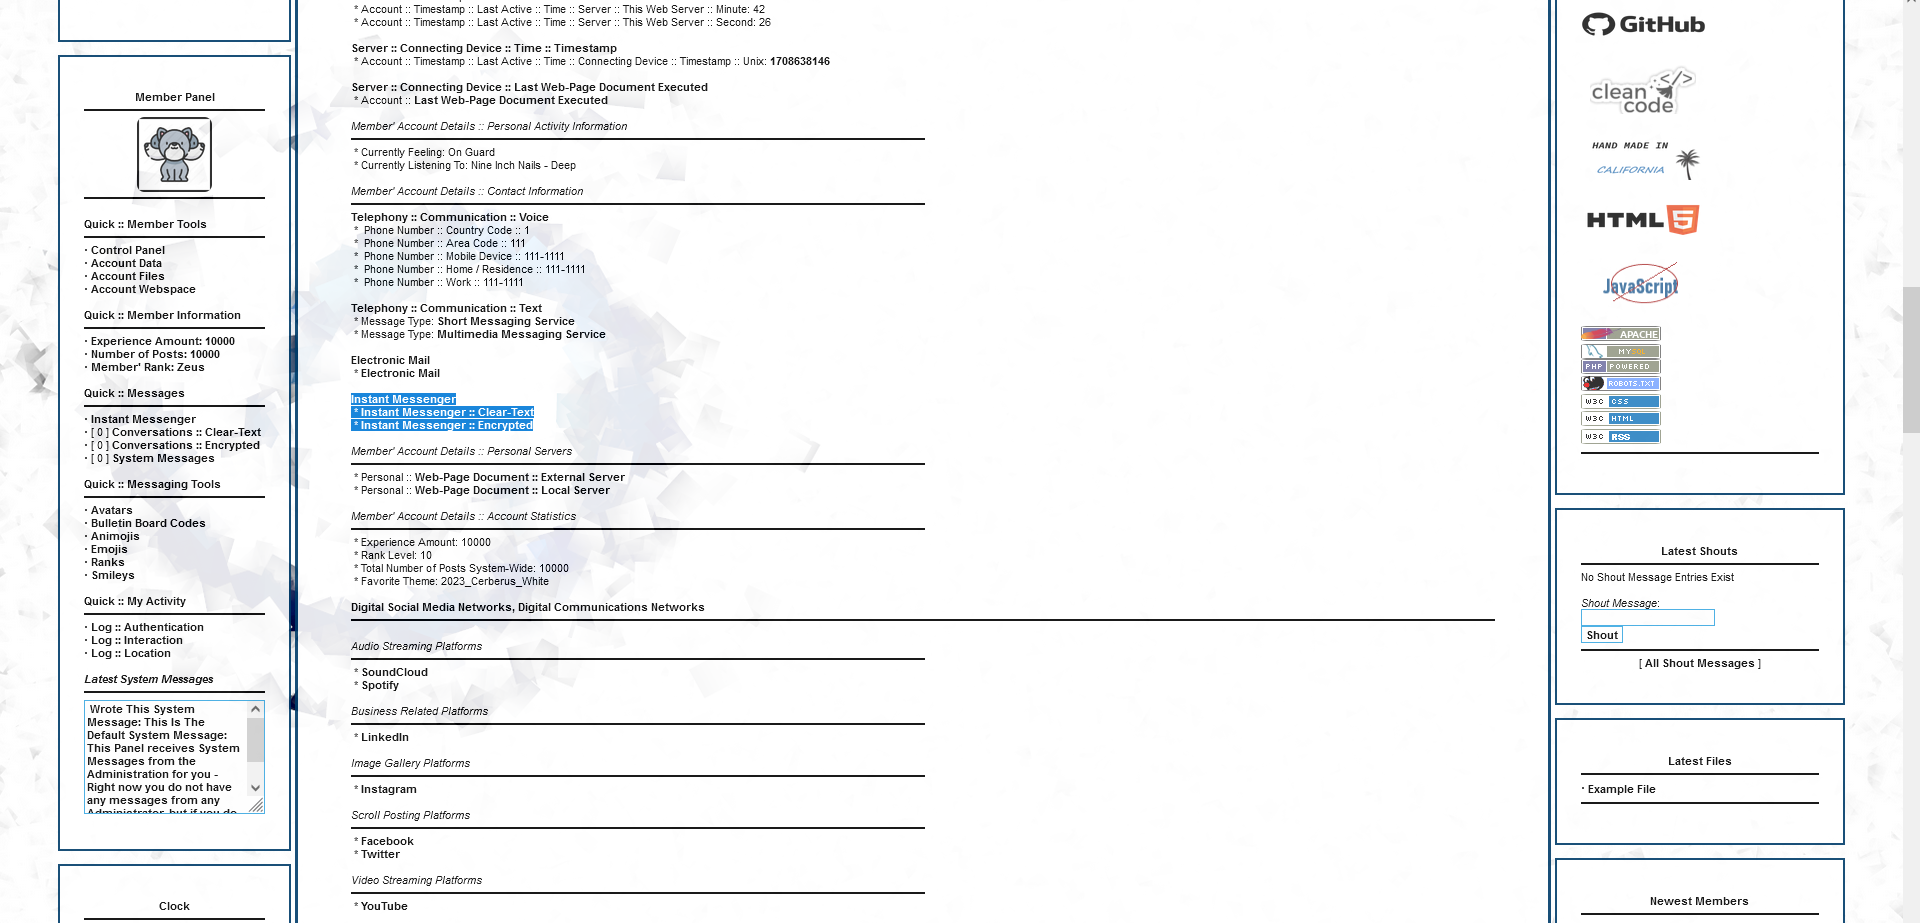 Member Panel
Quick :: Member Tools
· Control Panel
· Account Data
· Account Files
· Account Webspace
Quick :: Member Information
· Experience Amount: 10000
· Number of Posts: 10000
· Member' Rank: Zeus
Quick :: Messages
· Instant Messenger
· [ 0 ] Conversations :: Clear-Text
· [ 0 ] Conversations :: Encrypted
· [ 0 ] System Messages
Quick :: Messaging Tools
· Avatars
· Bulletin Board Codes
· Animojis
· Emojis
· Ranks
· Smileys
Quick :: My Activity
· Log :: Authentication
· Log :: Interaction
· Log :: Location
Latest System Messages
Wrote This System
Message: This Is The
Default System Message:
This Panel receives System
Messages from the
Administration for you -
Right now you do not have
any messages from any
Administrator, but if you do
Clock
* Account :: Timestamp :: Last Active :: Time :: Server :: This Web Server :: Minute: 42
* Account :: Timestamp :: Last Active :: Time :: Server :: This Web Server :: Second: 26
Server :: Connecting Device :: Time :: Timestamp
* Account :: Timestamp :: Last Active :: Time :: Connecting Device :: Timestamp :: Unix: 1708638146
Server :: Connecting Device :: Last Web-Page Document Executed
* Account :: Last Web-Page Document Executed
Member' Account Details :: Personal Activity Information
* Currently Feeling: On Guard
* Currently Listening To: Nine Inch Nails - Deep
Member' Account Details :: Contact Information
Telephony :: Communication :: Voice
* Phone Number :: Country Code :: 1
* Phone Number :: Area Code :: 111
* Phone Number :: Mobile Device :: 111-1111
* Phone Number :: Home / Residence :: 111-1111
* Phone Number :: Work :: 111-1111
Telephony :: Communication :: Text
* Message Type: Short Messaging Service
* Message Type: Multimedia Messaging Service
Electronic Mail
* Electronic Mail
Instant Messenger
* Instant Messenger :: Clear-Text
* Instant Messenger :: Encrypted
Member' Account Details :: Personal Servers
* Personal :: Web-Page Document :: External Server
* Personal :: Web-Page Document :: Local Server
Member' Account Details :: Account Statistics
* Experience Amount: 10000
* Rank Level: 10
* Total Number of Posts System-Wide: 10000
* Favorite Theme: 2023_Cerberus_White
Digital Social Media Networks, Digital Communications Networks
Audio Streaming Platforms
* SoundCloud
* Spotify
Business Related Platforms
* LinkedIn
Image Gallery Platforms
* Instagram
Scroll Posting Platforms
* Facebook
* Twitter
Video Streaming Platforms
* YouTube
GitHub
clean </>
code
HAND MADE IN
CALIFORNIA
HTML 5
JavaScript
APACHE
MYSQL
PHP POWERED
ROBOTS.TXT
W3C CSS
W3C HTML
W3C RSS
Latest Shouts
No Shout Message Entries Exist
Shout Message:
Shout
[ All Shout Messages ]
Latest Files
· Example File
Newest Members